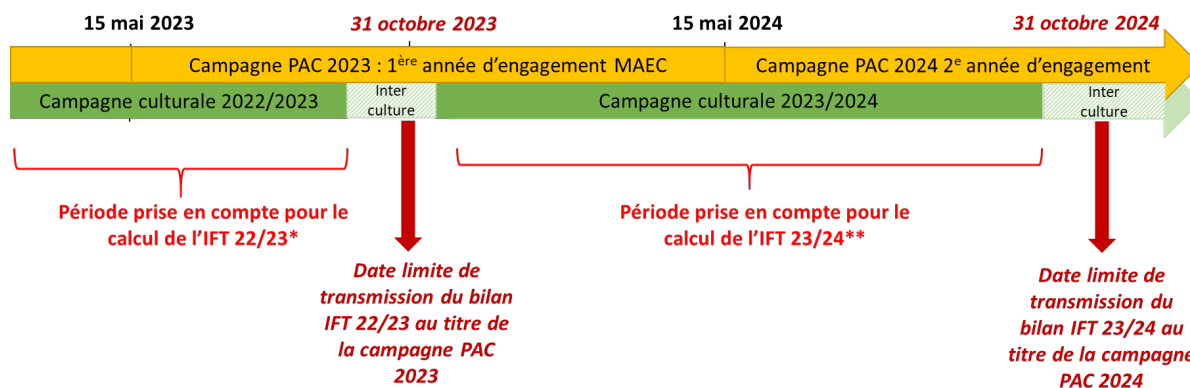 15 mai 2023
31 octobre 2023
15 mai 2024
31 octobre 2024
Campagne PAC 2023 : 1ère année d’engagement MAEC
Campagne PAC 2024 2e année d’engagement
Campagne culturale 2022/2023
Inter
culture
Campagne culturale 2023/2024
Inter
culture
Période prise en compte pour le
calcul de l’IFT 22/23*
Période prise en compte pour le
calcul de l’IFT 23/24**
Date limite de
transmission du bilan
IFT 22/23 au titre de
la campagne PAC
2023
Date limite de
transmission du
bilan IFT 23/24 au
titre de la campagne
PAC 2024